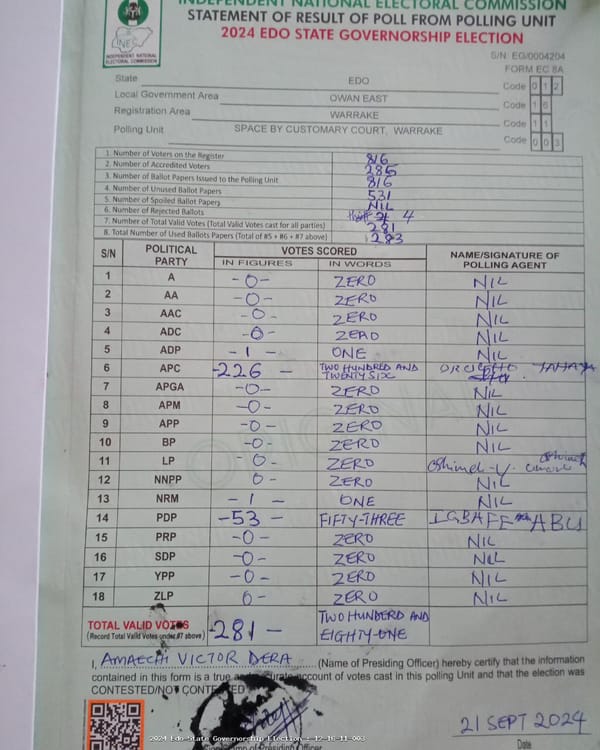 INDEPENDENT NATIONAL ELECTORAL COMMISSION
STATEMENT OF RESULT OF POLL FROM POLLING UNIT
2024 EDO STATE GOVERNORSHIP ELECTION
INEC
INDEPENDENT NATIONAL
ELECTORAL COMMISSION
S/N: EG/0004204
FORM EC 8A
State EDO Code 0 1 2
Local Government Area OWAN EAST Code 1 6
Registration Area WARRAKE Code 1 1
Polling Unit SPACE BY CUSTOMARY COURT, WARRAKE Code 0 0 3
1. Number of Voters on the Register 816
2. Number of Accredited Voters 285
3. Number of Ballot Papers Issued to the Polling Unit 816
4. Number of Unused Ballot Papers 531
5. Number of Spoiled Ballot Papers NIL
6. Number of Rejected Ballots 4
7. Number of Total Valid Votes (Total Valid Votes cast for all parties) 281
8. Total Number of Used Ballots Papers (Total of #5 + #6 + #7 above) 283
S/N POLITICAL PARTY VOTES SCORED NAME/SIGNATURE OF POLLING AGENT
IN FIGURES IN WORDS
1 A -0- ZERO NIL
2 AA -0- ZERO NIL
3 AAC -0- ZERO NIL
4 ADC -0- ZERO NIL
5 ADP -1- ONE NIL
6 APC -226- TWO HUNDRED AND TWENTY SIX
7 APGA -0- ZERO NIL
8 APM -0- ZERO NIL
9 APP -0- ZERO NIL
10 BP -0- ZERO NIL
11 LP -0- ZERO
12 NNPP 0- ZERO NIL
13 NRM -1- ONE NIL
14 PDP -53- FIFTY-THREE IGBAFE ABU
15 PRP -0- ZERO NIL
16 SDP -0- ZERO NIL
17 YPP -0- ZERO NIL
18 ZLP 0- ZERO NIL
TOTAL VALID VOTES -281- TWO HUNDERD AND
(Record Total Valid Votes under #7 above) EIGHTY-ONE
I, AMAECHI VICTOR DERA (Name of Presiding Officer) hereby certify that the information
contained in this form is a true account of votes cast in this polling Unit and that the election was
CONTESTED/NOT CONTESTED
21 SEPT 2024
Date
2024 Edo State Governorship Election : 12-16-11_003